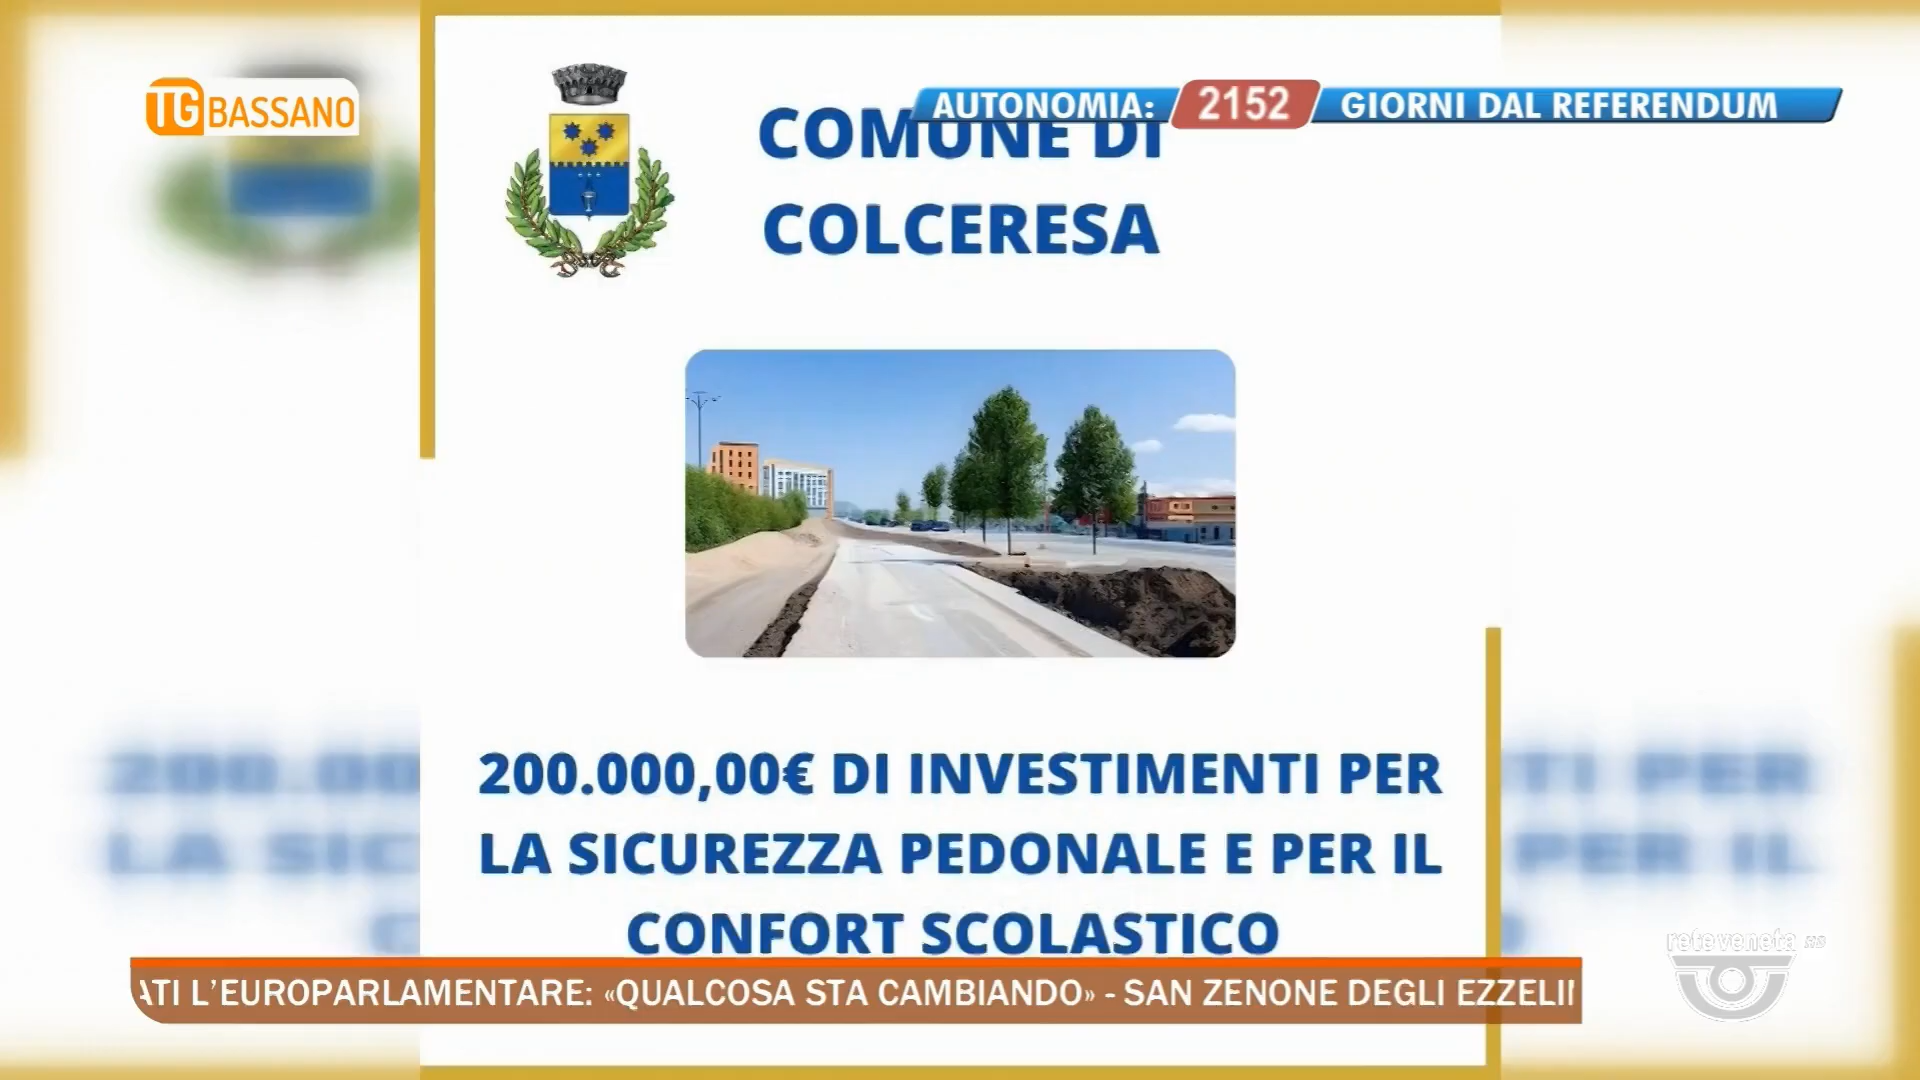 TG BASSANO
AUTONOMIA: 2152 GIORNI DAL REFERENDUM
COMUNE DI
COLCERESA
200.000,00€ DI INVESTIMENTI PER
LA SICUREZZA PEDONALE E PER IL
CONFORT SCOLASTICO
L'EUROPARLAMENTARE: «QUALCOSA STA CAMBIANDO» - SAN ZENONE DEGLI
reteveneta HD